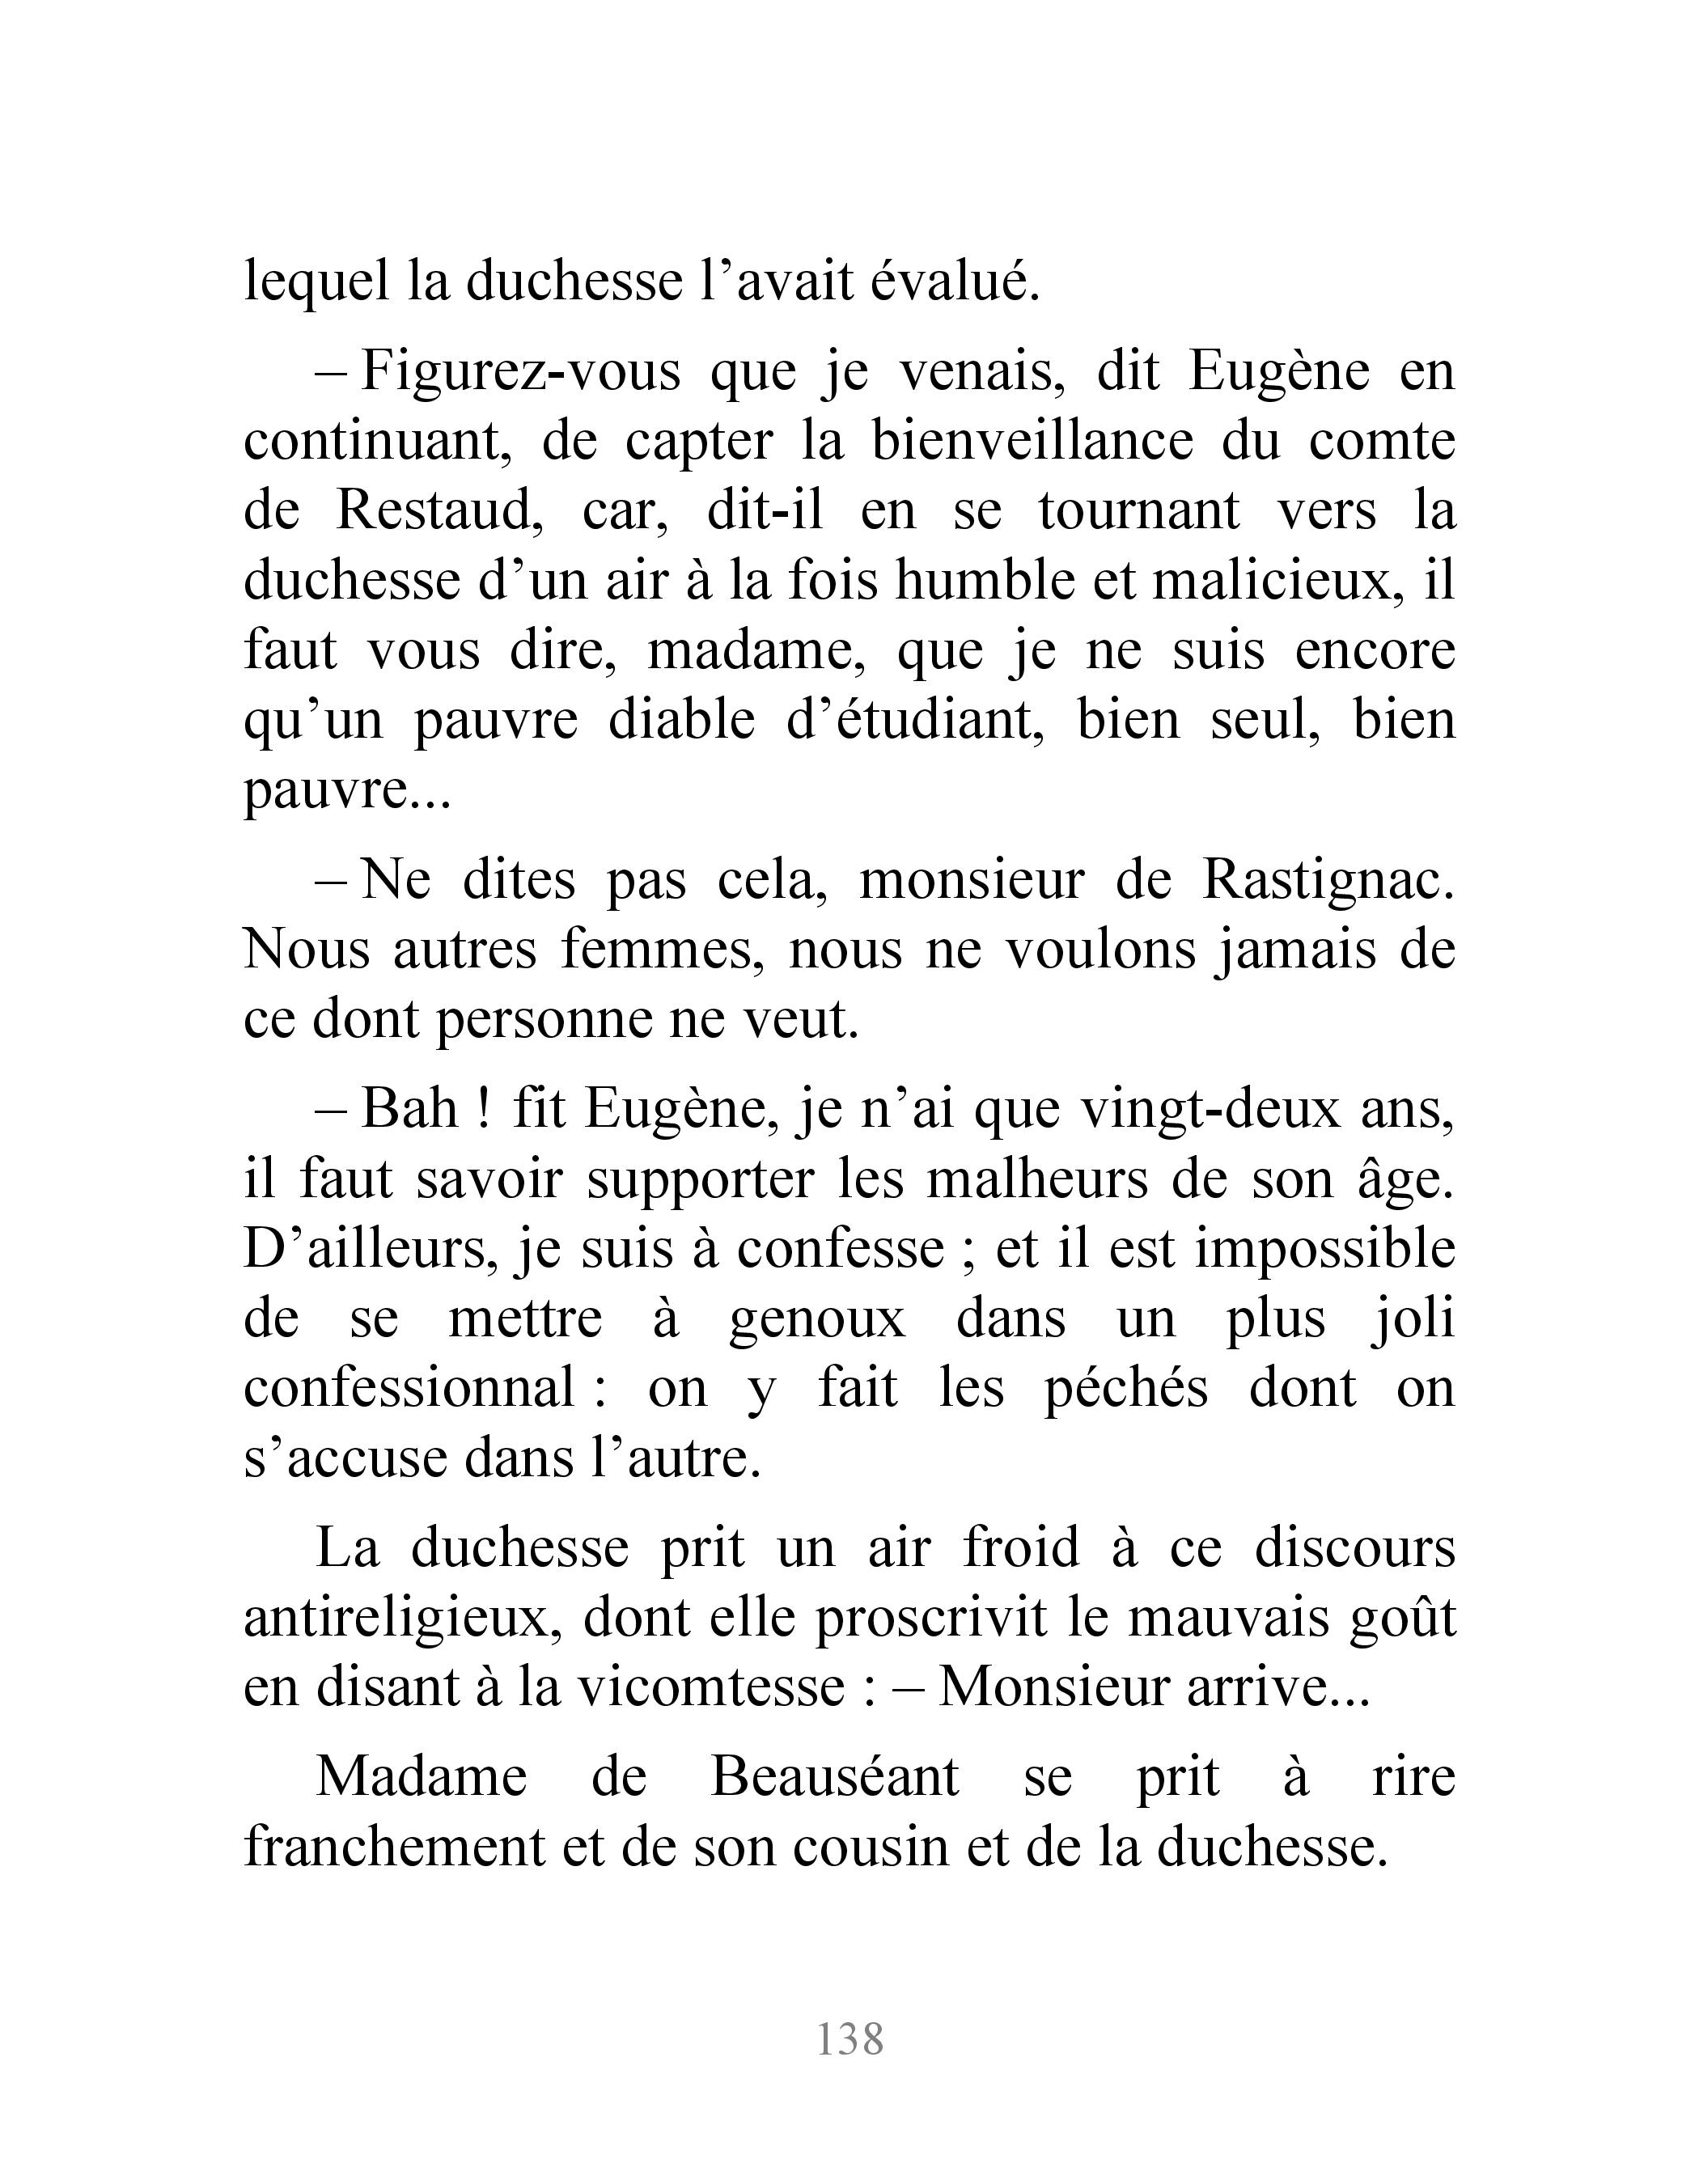 lequel la duchesse l’avait évalué.
– Figurez-vous que je venais, dit Eugène en
continuant, de capter la bienveillance du comte
de Restaud, car, dit-il en se tournant vers la
duchesse d’un air à la fois humble et malicieux, il
faut vous dire, madame, que je ne suis encore
qu’un pauvre diable d’étudiant, bien seul, bien
pauvre...
– Ne dites pas cela, monsieur de Rastignac.
Nous autres femmes, nous ne voulons jamais de
ce dont personne ne veut.
– Bah ! fit Eugène, je n’ai que vingt-deux ans,
il faut savoir supporter les malheurs de son âge.
D’ailleurs, je suis à confesse ; et il est impossible
de se mettre à genoux dans un plus joli
confessionnal : on y fait les péchés dont on
s’accuse dans l’autre.
La duchesse prit un air froid à ce discours
antireligieux, dont elle proscrivit le mauvais goût
en disant à la vicomtesse : – Monsieur arrive...
Madame de Beauséant se prit à rire
franchement et de son cousin et de la duchesse.
138